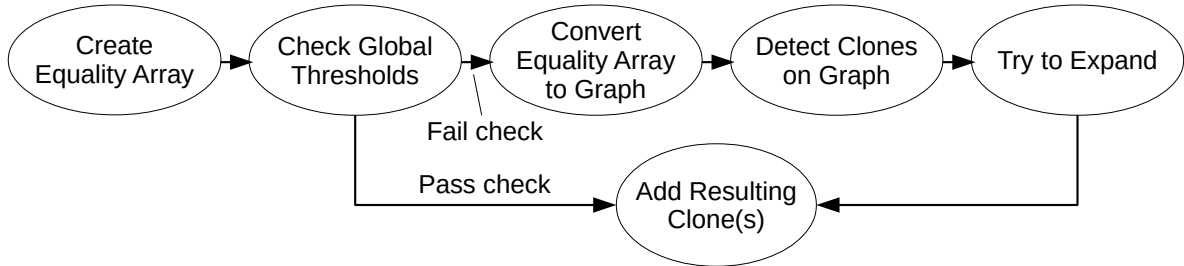 Create
Equality Array
Check Global
Thresholds
Convert
Equality Array
to Graph
Detect Clones
on Graph
Try to Expand
Fail check
Pass check
Add Resulting
Clone(s)